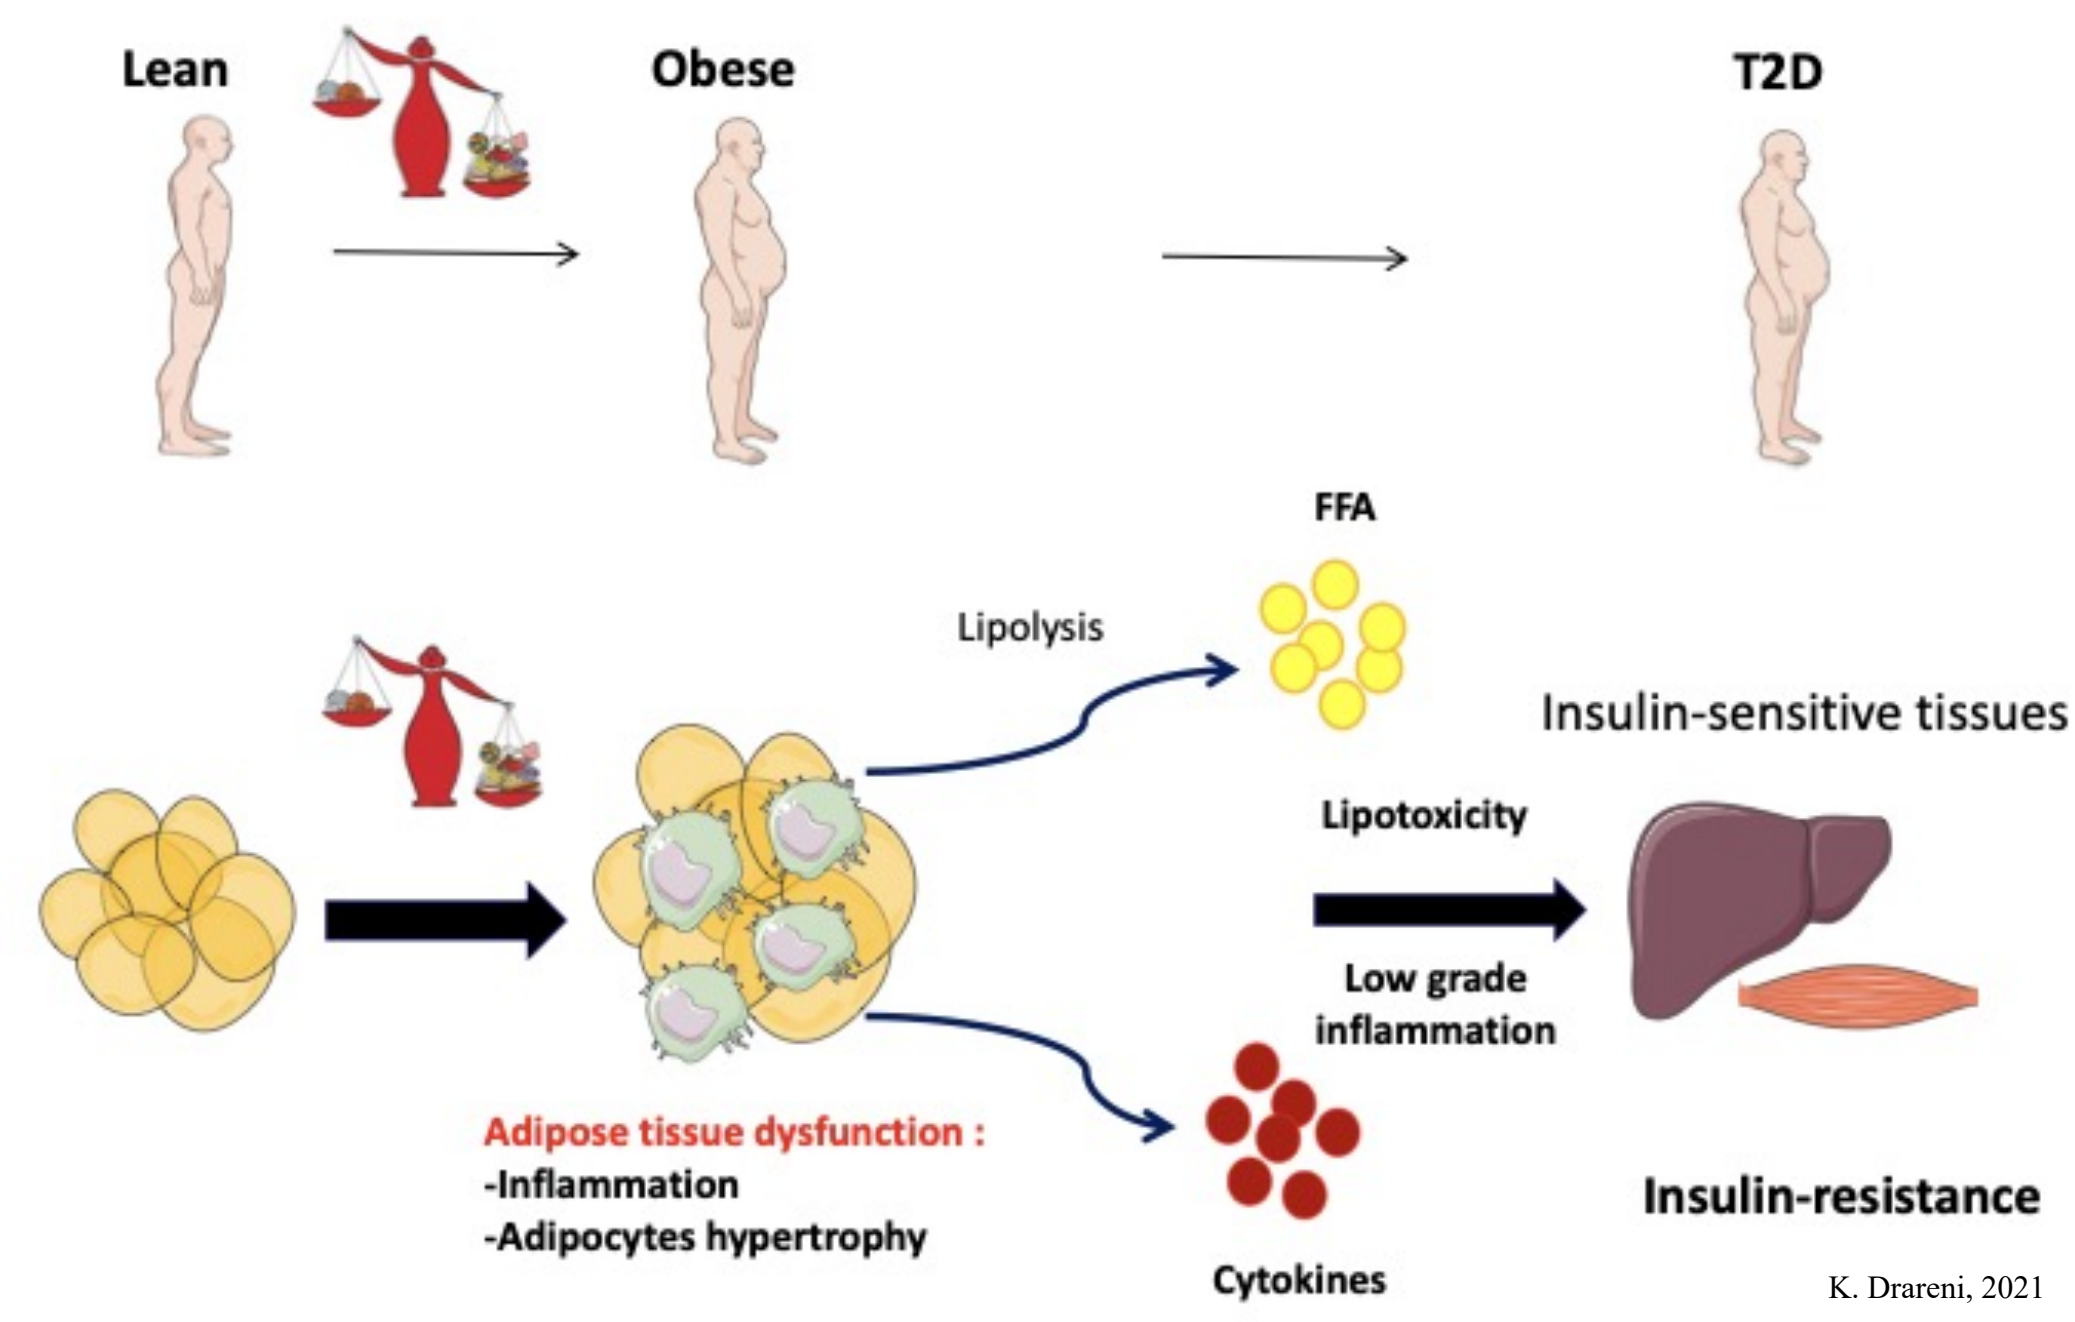 Lean
Obese
T2D
FFA
Lipolysis
Insulin-sensitive tissues
Lipotoxicity
Low grade
inflammation
Adipose tissue dysfunction :
-Inflammation
-Adipocytes hypertrophy
Cytokines
Insulin-resistance
K. Drareni, 2021